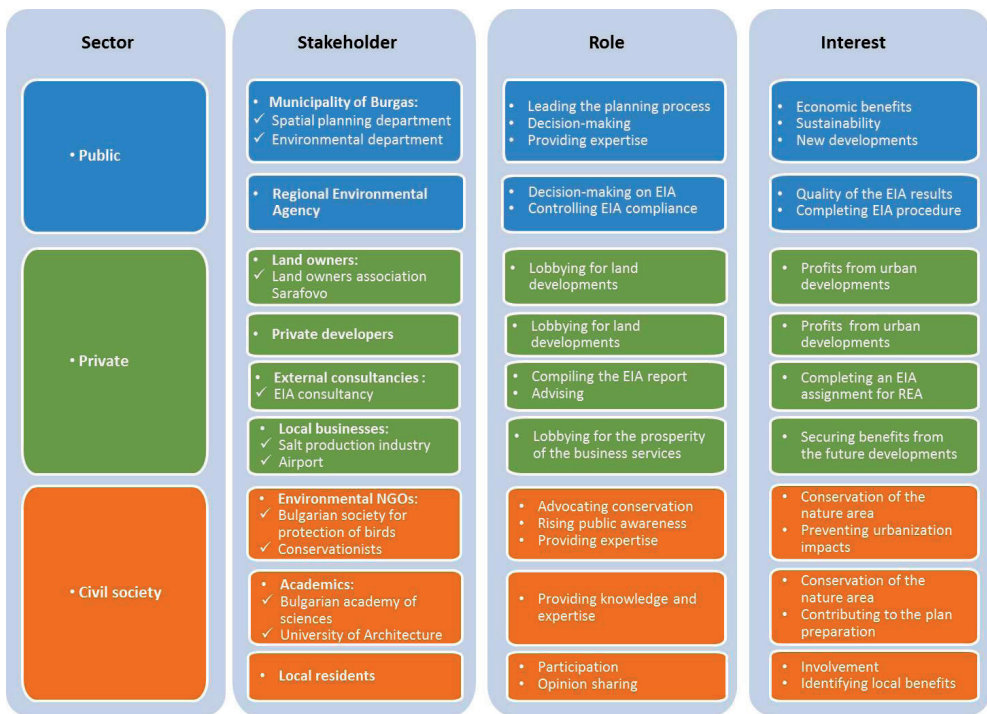 Sector
Stakeholder
Role
Interest
• Public
• Municipality of Burgas:
✓ Spatial planning department
✓ Environmental department
• Leading the planning process
• Decision-making
• Providing expertise
• Economic benefits
• Sustainability
• New developments
• Regional Environmental
Agency
• Decision-making on EIA
• Controlling EIA compliance
• Quality of the EIA results
• Completing EIA procedure
• Private
• Land owners:
✓ Land owners association
Sarafovo
• Lobbying for land
developments
• Profits from urban
developments
• Private developers
• Lobbying for land
developments
• Profits from urban
developments
• External consultancies :
✓ EIA consultancy
• Compiling the EIA report
• Advising
• Completing an EIA
assignment for REA
• Local businesses:
✓ Salt production industry
✓ Airport
• Lobbying for the prosperity
of the business services
• Securing benefits from
the future developments
• Civil society
• Environmental NGOs:
✓ Bulgarian society for
protection of birds
✓ Conservationists
• Advocating conservation
• Rising public awareness
• Providing expertise
• Conservation of the
nature area
• Preventing urbanization
impacts
• Academics:
✓ Bulgarian academy of
sciences
✓ University of Architecture
• Providing knowledge and
expertise
• Conservation of the
nature area
• Contributing to the plan
preparation
• Local residents
• Participation
• Opinion sharing
• Involvement
• Identifying local benefits